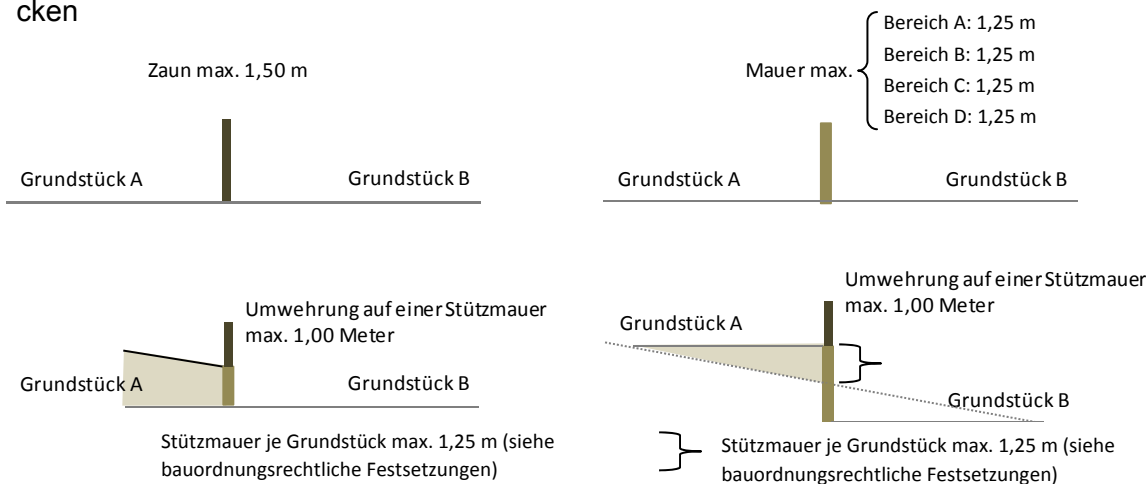 cken
Zaun max. 1,50 m
Grundstück A
Grundstück B
Mauer max.
Bereich A: 1,25 m
Bereich B: 1,25 m
Bereich C: 1,25 m
Bereich D: 1,25 m
Grundstück A
Grundstück B
Umwehrung auf einer Stützmauer
max. 1,00 Meter
Grundstück A
Grundstück B
Stützmauer je Grundstück max. 1,25 m (siehe
bauordnungsrechtliche Festsetzungen)
Umwehrung auf einer Stützmauer
max. 1,00 Meter
Grundstück A
Grundstück B
Stützmauer je Grundstück max. 1,25 m (siehe
bauordnungsrechtliche Festsetzungen)